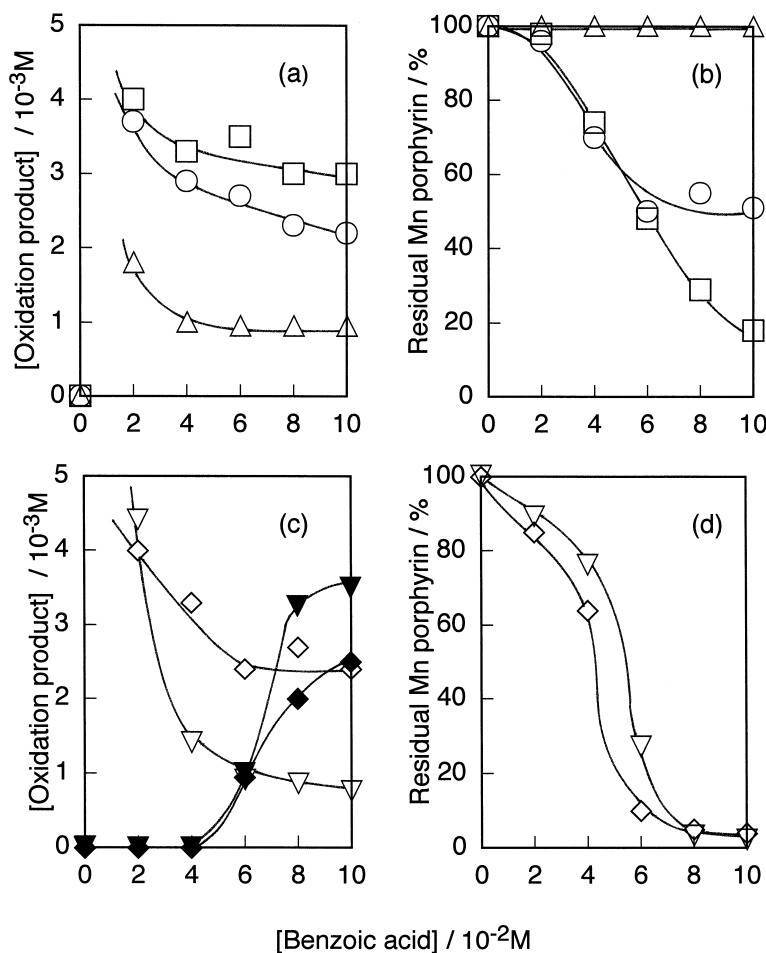 [Oxidation product] / 10⁻³M
5
4
3
2
1
0
(a)
0 2 4 6 8 10
Residual Mn porphyrin / %
100
80
60
40
20
0
(b)
0 2 4 6 8 10
[Oxidation product] / 10⁻³M
5
4
3
2
1
0
(c)
0 2 4 6 8 10
Residual Mn porphyrin / %
100
80
60
40
20
0
(d)
0 2 4 6 8 10
[Benzoic acid] / 10⁻²M